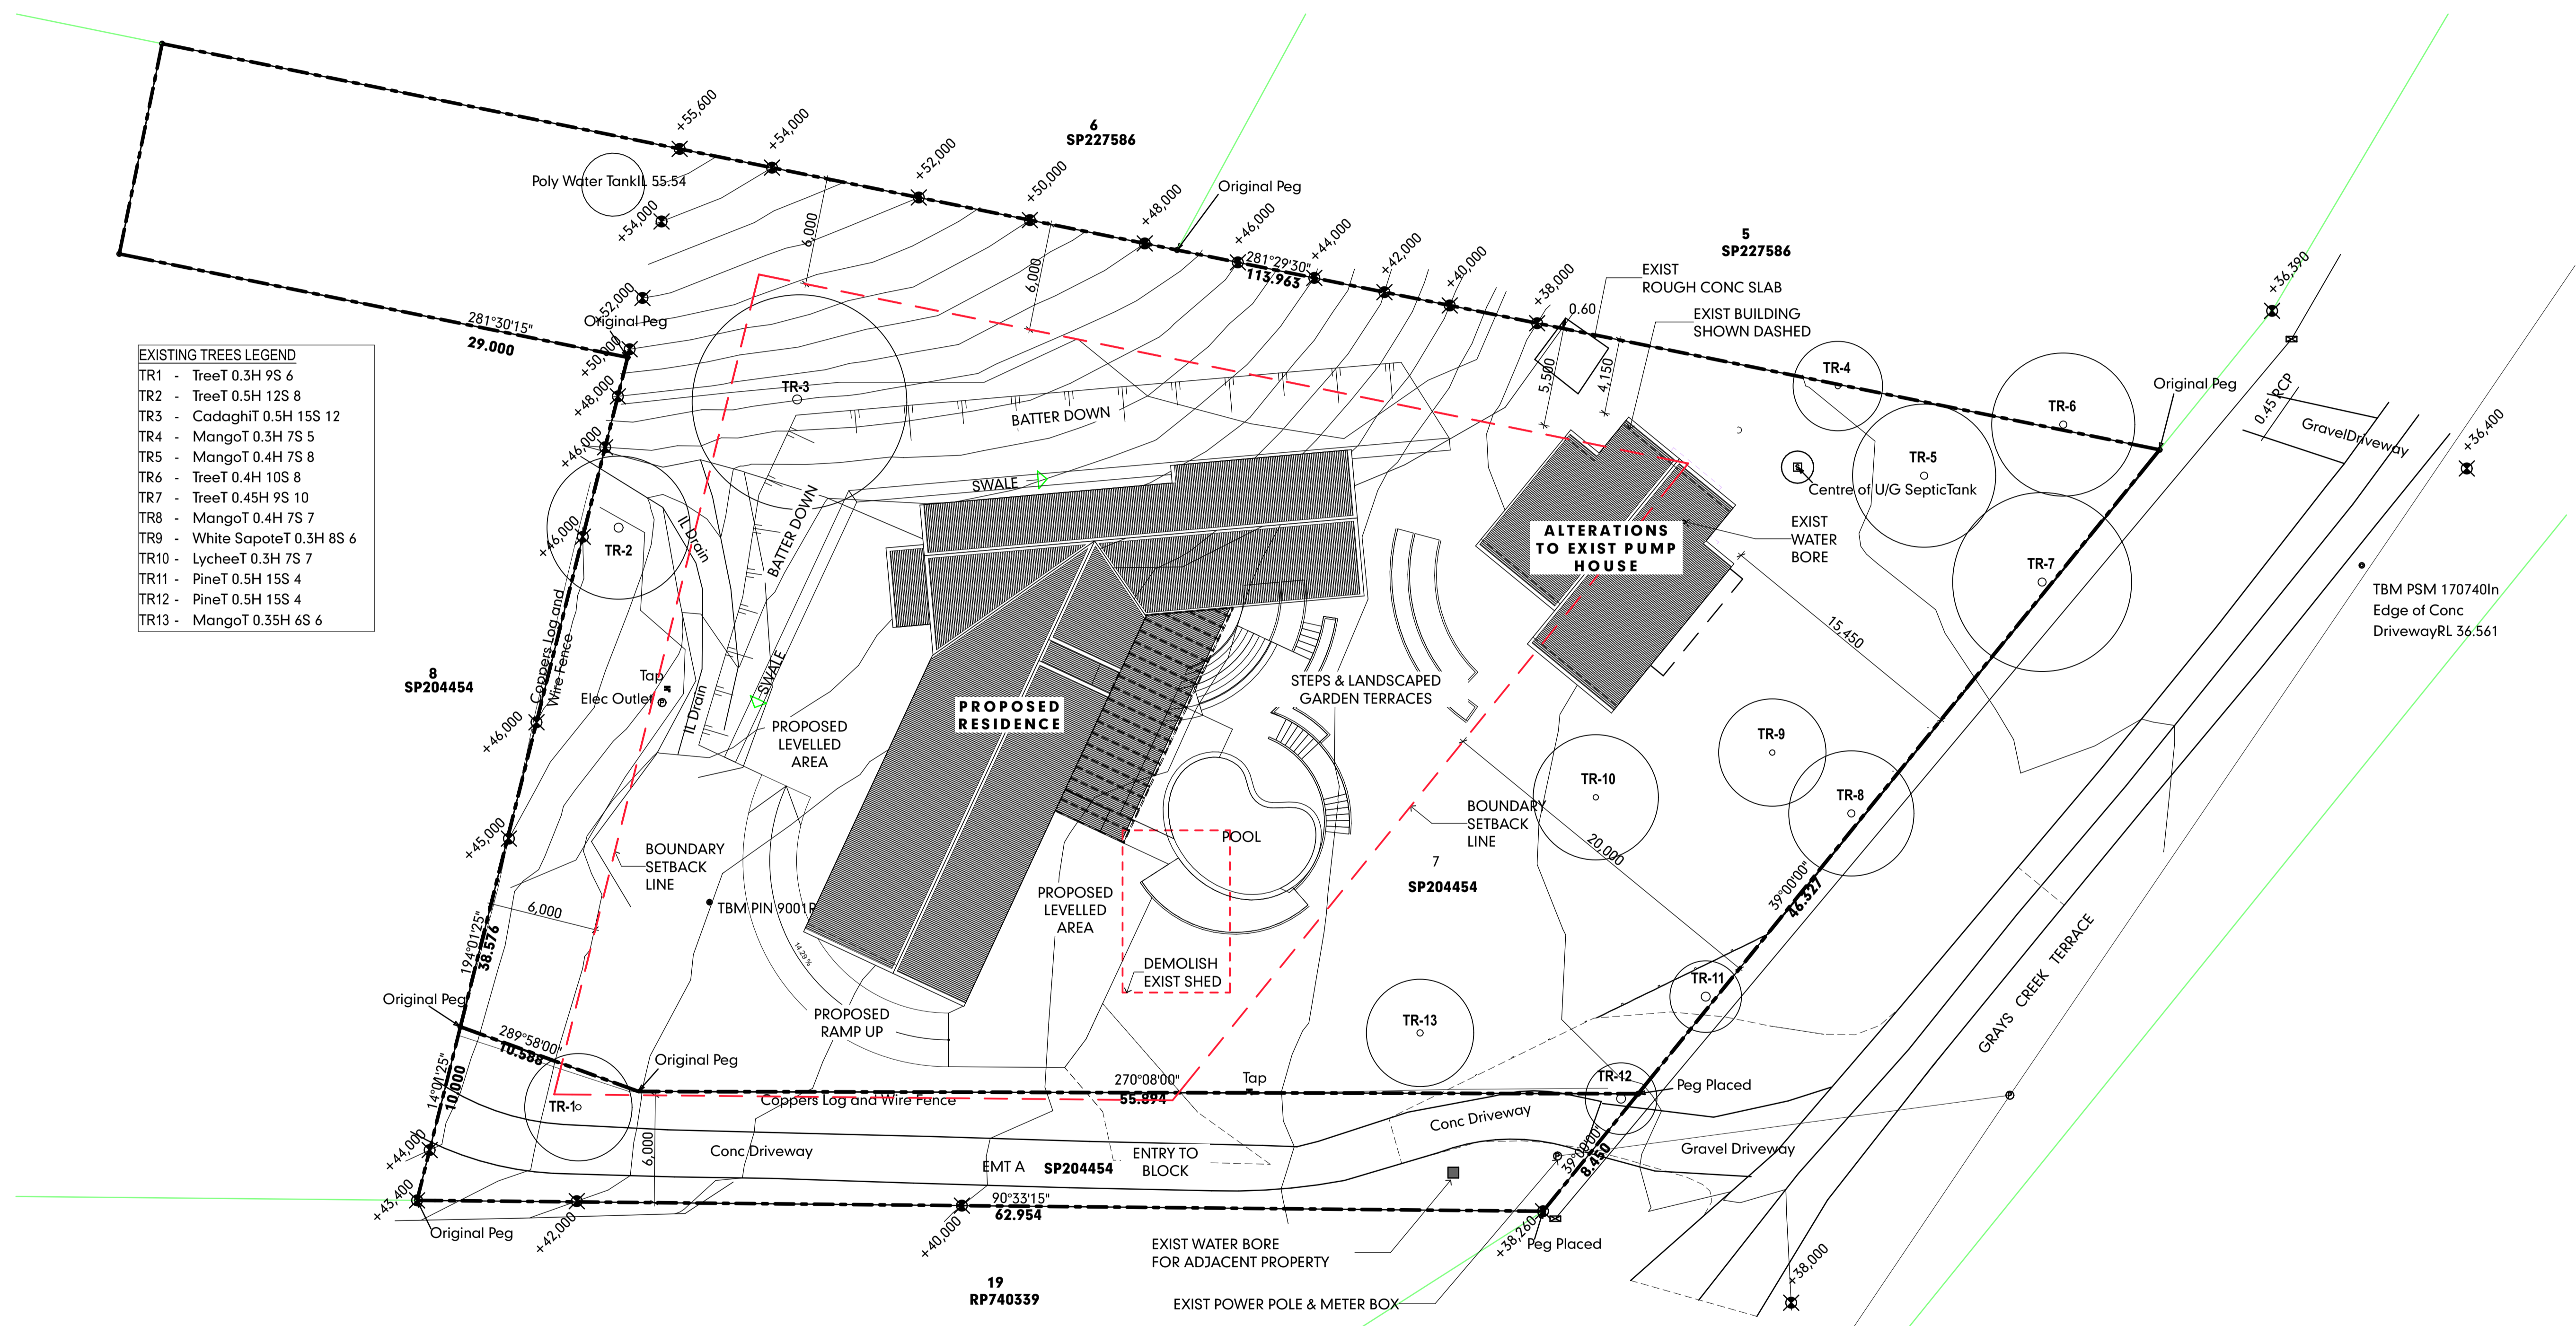 6
SP227586
+55,600
+54,000
+52,000
+50,000
+48,000
Original Peg
+46,000
281°29'30"
113.963
+44,000
+42,000
+40,000
+38,000
5
SP227586
EXIST
ROUGH CONC SLAB
0.60
EXIST BUILDING
SHOWN DASHED
+36,390
Poly Water TankIL 55.54
+54,000
6,000
6,000
+52,000
Original Peg
+50,000
281°30'15"
29.000
+48,000
+46,000
5,500
4,150
TR-4
TR-6
Original Peg
0.45 RCP
GravelDriveway
+36,400
EXISTING TREES LEGEND
TR1 - TreeT 0.3H 9S 6
TR2 - TreeT 0.5H 12S 8
TR3 - CadaghiT 0.5H 15S 12
TR4 - MangoT 0.3H 7S 5
TR5 - MangoT 0.4H 7S 8
TR6 - TreeT 0.4H 10S 8
TR7 - TreeT 0.45H 9S 10
TR8 - MangoT 0.4H 7S 7
TR9 - White SapoteT 0.3H 8S 6
TR10 - LycheeT 0.3H 7S 7
TR11 - PineT 0.5H 15S 4
TR12 - PineT 0.5H 15S 4
TR13 - MangoT 0.35H 6S 6
TR-3
BATTER DOWN
TR-5
Centre of U/G SepticTank
SWALE
BATTER DOWN
IL Drain
+46,000
TR-2
ALTERATIONS
TO EXIST PUMP
HOUSE
EXIST
WATER
BORE
TR-7
TBM PSM 170740In
Edge of Conc
DrivewayRL 36.561
15,450
Coppers Log and
Wire Fence
8
SP204454
Tap
Elec Outlet
IL Drain
SWALE
+46,000
STEPS & LANDSCAPED
GARDEN TERRACES
PROPOSED
RESIDENCE
PROPOSED
LEVELLED
AREA
TR-9
TR-10
TR-8
BOUNDARY
SETBACK
LINE
POOL
+45,000
BOUNDARY
SETBACK
LINE
20,000
7
SP204454
39°00'00"
46.327
PROPOSED
LEVELLED
AREA
TBM PIN 9001R
6,000
194°01'25"
38.576
14.29 %
DEMOLISH
EXIST SHED
GRAYS CREEK TERRACE
TR-11
TR-13
Original Peg
PROPOSED
RAMP UP
289°58'00"
10.588
Original Peg
14°01'25"
10.000
TR-1
Coppers Log and Wire Fence
270°08'00"
55.894
Tap
TR-12
Peg Placed
Conc Driveway
6,000
Conc Driveway
EMT A
SP204454
ENTRY TO
BLOCK
Gravel Driveway
39°00'00"
8.450
+44,000
+43,400
Original Peg
+42,000
+40,000
90°33'15"
62.954
+38,260
Peg Placed
EXIST WATER BORE
FOR ADJACENT PROPERTY
+38,000
19
RP740339
EXIST POWER POLE & METER BOX